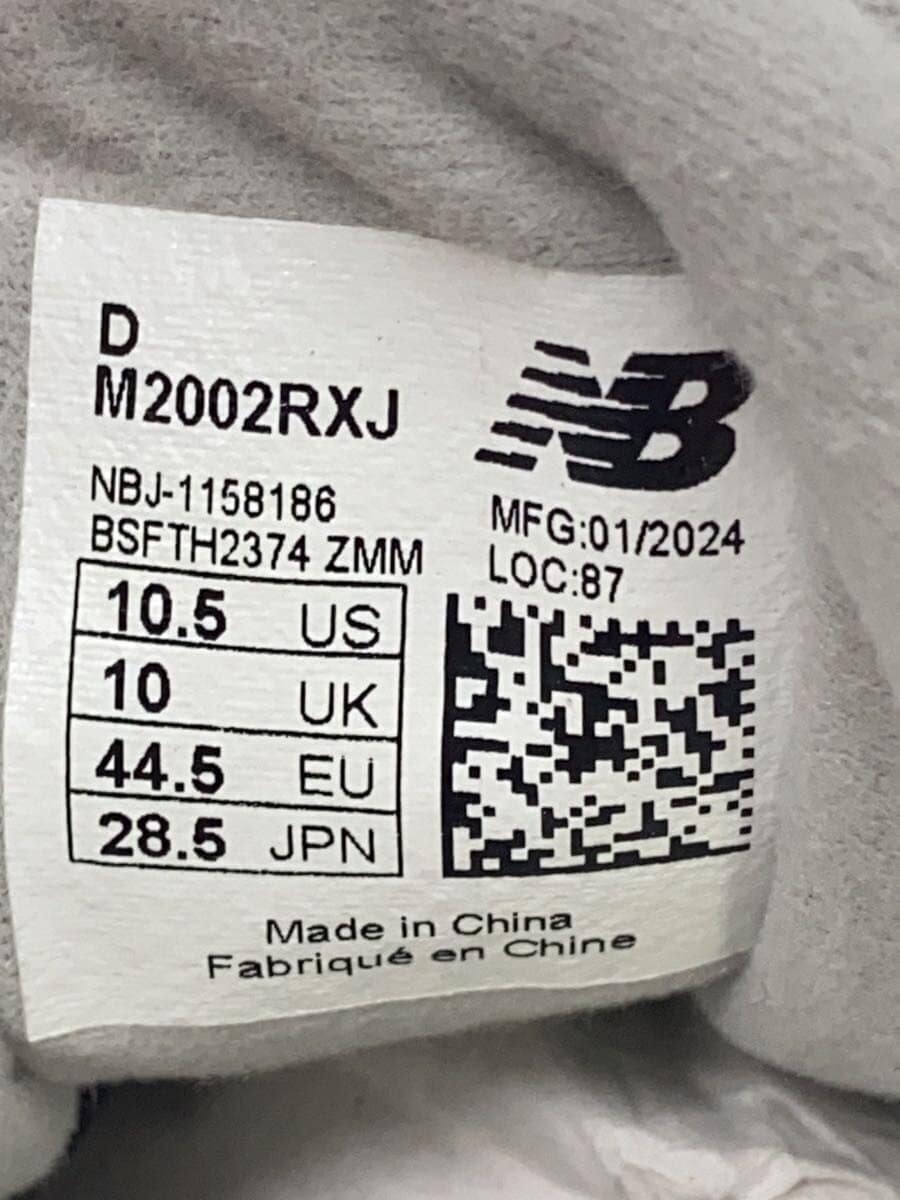 D
M2002RXJ
NB
NBJ-1158186
BSFTH2374 ZMM
MFG:01/2024
LOC:87
10.5 US
10 UK
44.5 EU
28.5 JPN
Made in China
Fabriqué en Chine